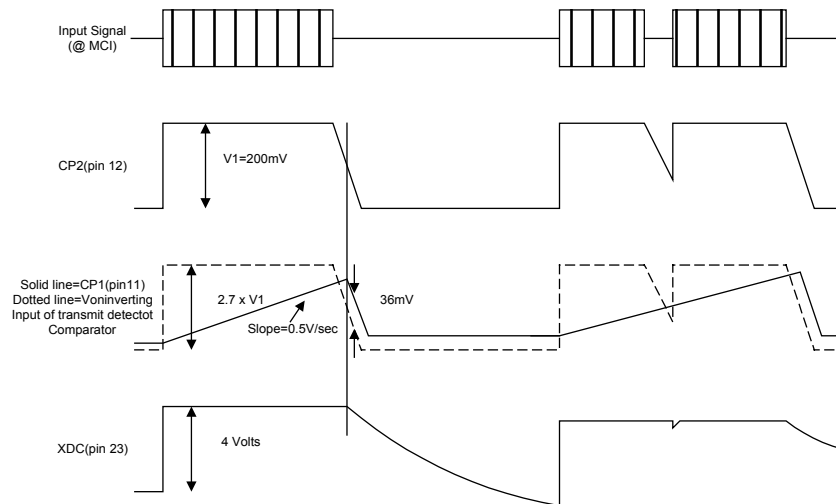 Input Signal
(@ MCI)
CP2(pin 12)
V1=200mV
Solid line=CP1(pin11)
Dotted line=Voninverting
Input of transmit detectot
Comparator
2.7 x V1
Slope=0.5V/sec
36mV
XDC(pin 23)
4 Volts